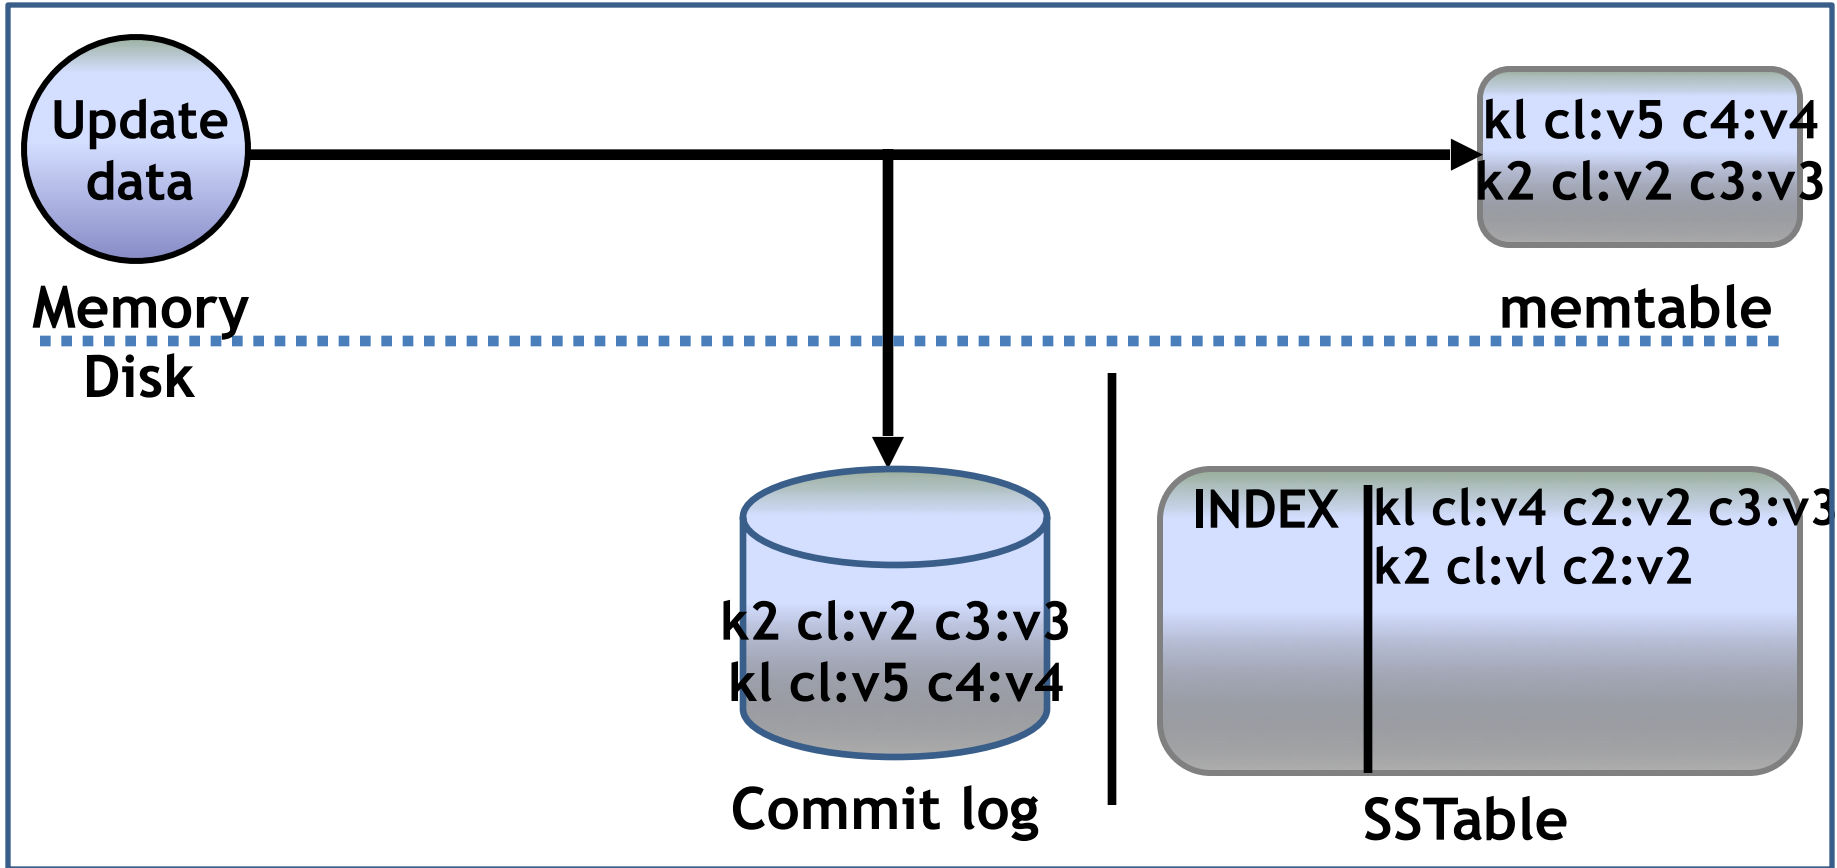 Update
data
kl cl:v5 c4:v4
k2 cl:v2 c3:v3
Memory
memtable
Disk
k2 cl:v2 c3:v3
kl cl:v5 c4:v4
Commit log
INDEX
kl cl:v4 c2:v2 c3:v3
k2 cl:vl c2:v2
SSTable